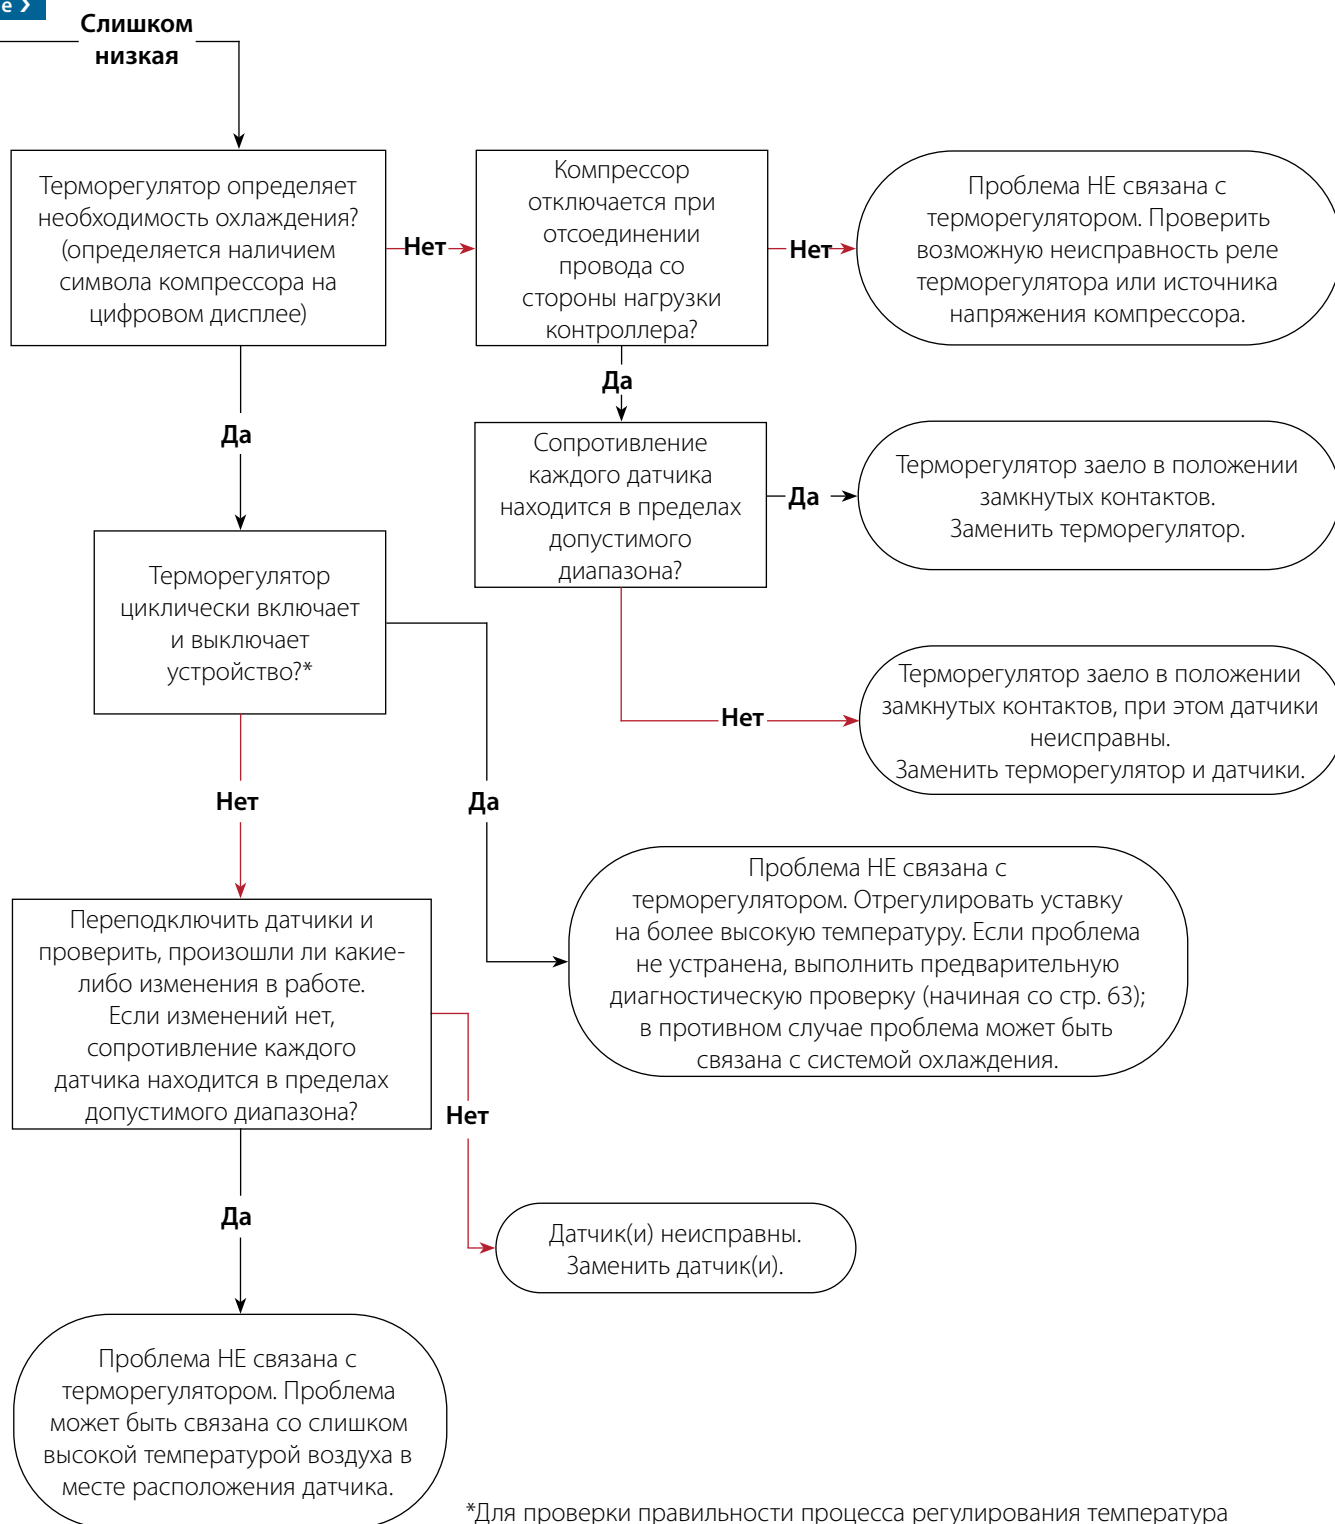 е ›
Слишком
низкая
Терморегулятор определяет
необходимость охлаждения?
(определяется наличием
символа компрессора на
цифровом дисплее)
Нет
Компрессор
отключается при
отсоединении
провода со
стороны нагрузки
контроллера?
Нет
Проблема НЕ связана с
терморегулятором. Проверить
возможную неисправность реле
терморегулятора или источника
напряжения компрессора.
Да
Да
Сопротивление
каждого датчика
находится в пределах
допустимого
диапазона?
Да
Терморегулятор заело в положении
замкнутых контактов.
Заменить терморегулятор.
Терморегулятор
циклически включает
и выключает
устройство?*
Нет
Терморегулятор заело в положении
замкнутых контактов, при этом датчики
неисправны.
Заменить терморегулятор и датчики.
Нет
Да
Переподключить датчики и
проверить, произошли ли какие-
либо изменения в работе.
Если изменений нет,
сопротивление каждого
датчика находится в пределах
допустимого диапазона?
Проблема НЕ связана с
терморегулятором. Отрегулировать уставку
на более высокую температуру. Если проблема
не устранена, выполнить предварительную
диагностическую проверку (начиная со стр. 63);
в противном случае проблема может быть
связана с системой охлаждения.
Нет
Да
Датчик(и) неисправны.
Заменить датчик(и).
Проблема НЕ связана с
терморегулятором. Проблема
может быть связана со слишком
высокой температурой воздуха в
месте расположения датчика.
*Для проверки правильности процесса регулирования температура